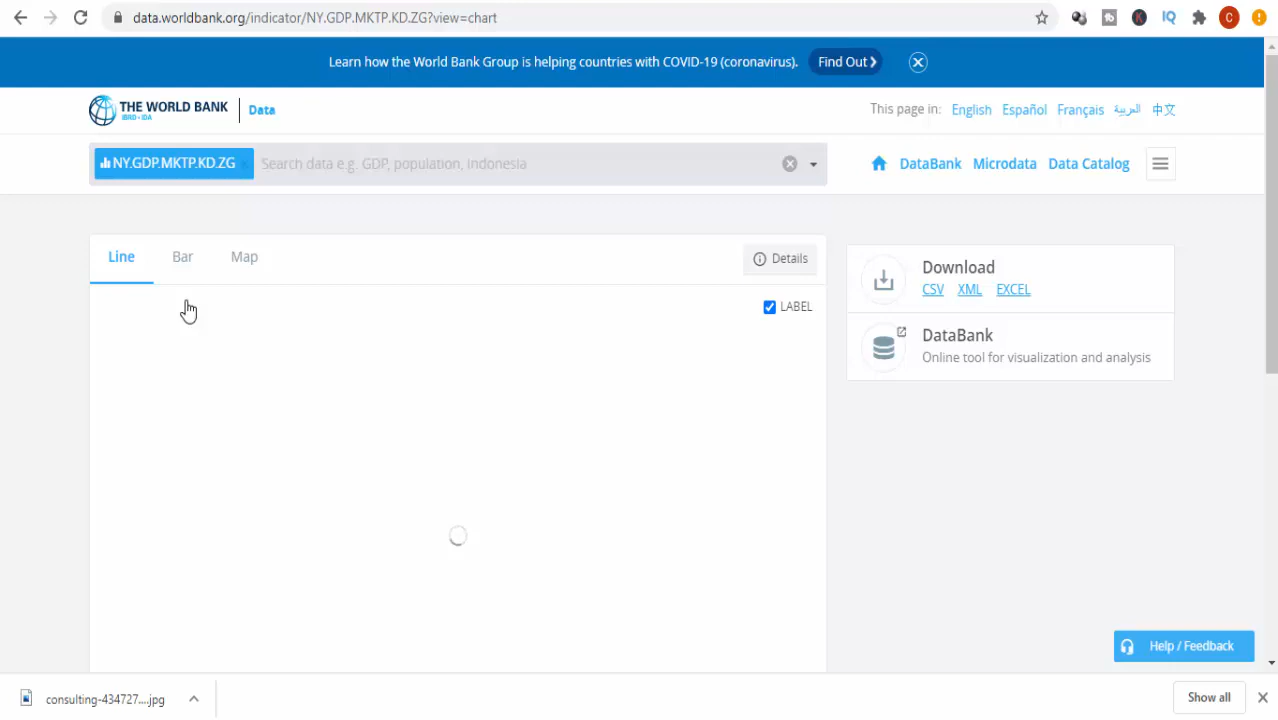 data.worldbank.org/indicator/NY.GDP.MKTP.KD.ZG?view=chart
IQ
K
C
Learn how the World Bank Group is helping countries with COVID-19 (coronavirus).
Find Out
THE WORLD BANK
IBRD • IDA
Data
This page in: English Español Français العربية 中文
NY.GDP.MKTP.KD.ZG
Search data e.g. GDP, population, indonesia
DataBank Microdata Data Catalog
Line Bar Map
Details
LABEL
Download
CSV XML EXCEL
DataBank
Online tool for visualization and analysis
Help / Feedback
consulting-434727....jpg
Show all